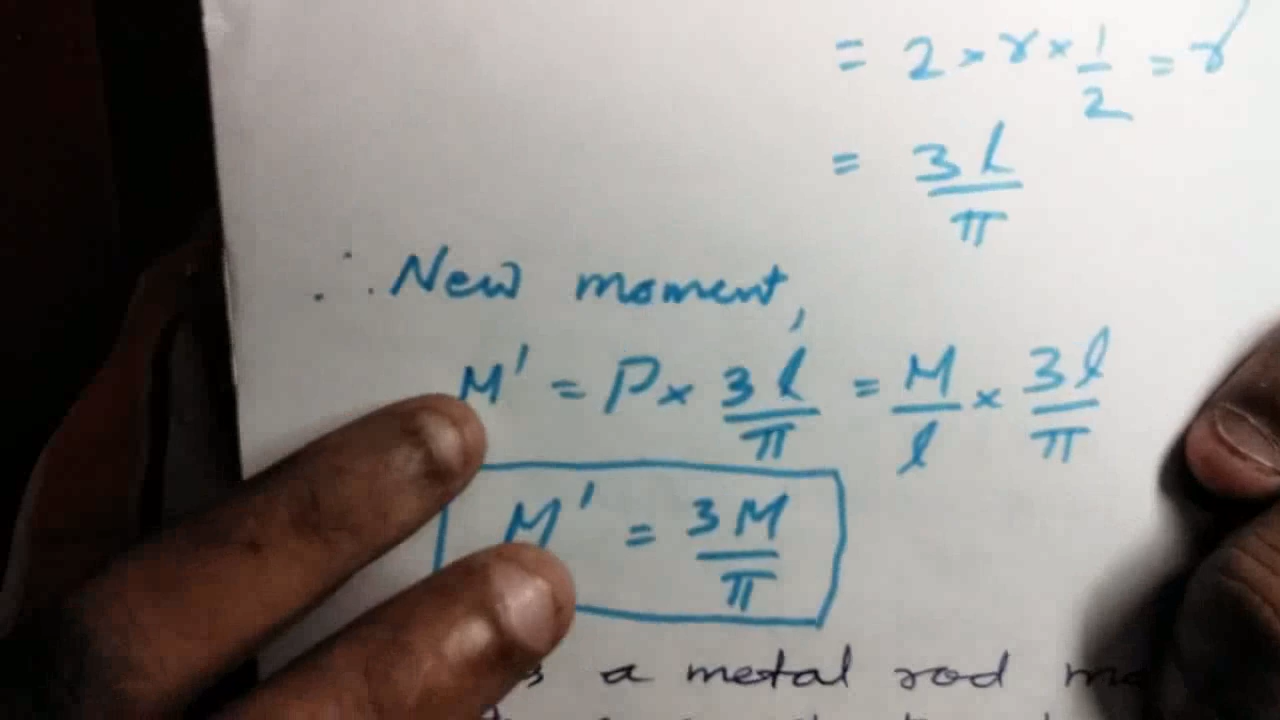 = 2 × r × 1/2 = r
= 3l/π
∴ New moment,
M' = P × 3l/π = M/l × 3l/π
M' = 3M/π
a metal rod